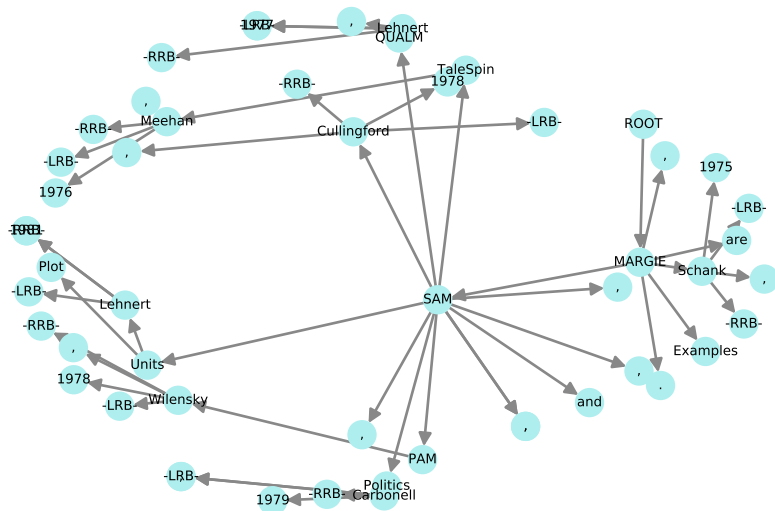 Lehnert
QUALM
,
-RRB-
TaleSpin
1978
-RRB-
,
Meehan
-RRB-
-LRB-
1976
,
Cullingford
-LRB-
ROOT
,
1975
-LRB-
are
MARGIE
Schank
,
-RRB-
Examples
.
,
SAM
,
and
,
,
PAM
Plot
-LRB-
Lehnert
Units
-RRB-
,
1978
-LRB-
Wilensky
-LRB-
1979
-RRB-
Politics
Carbonell